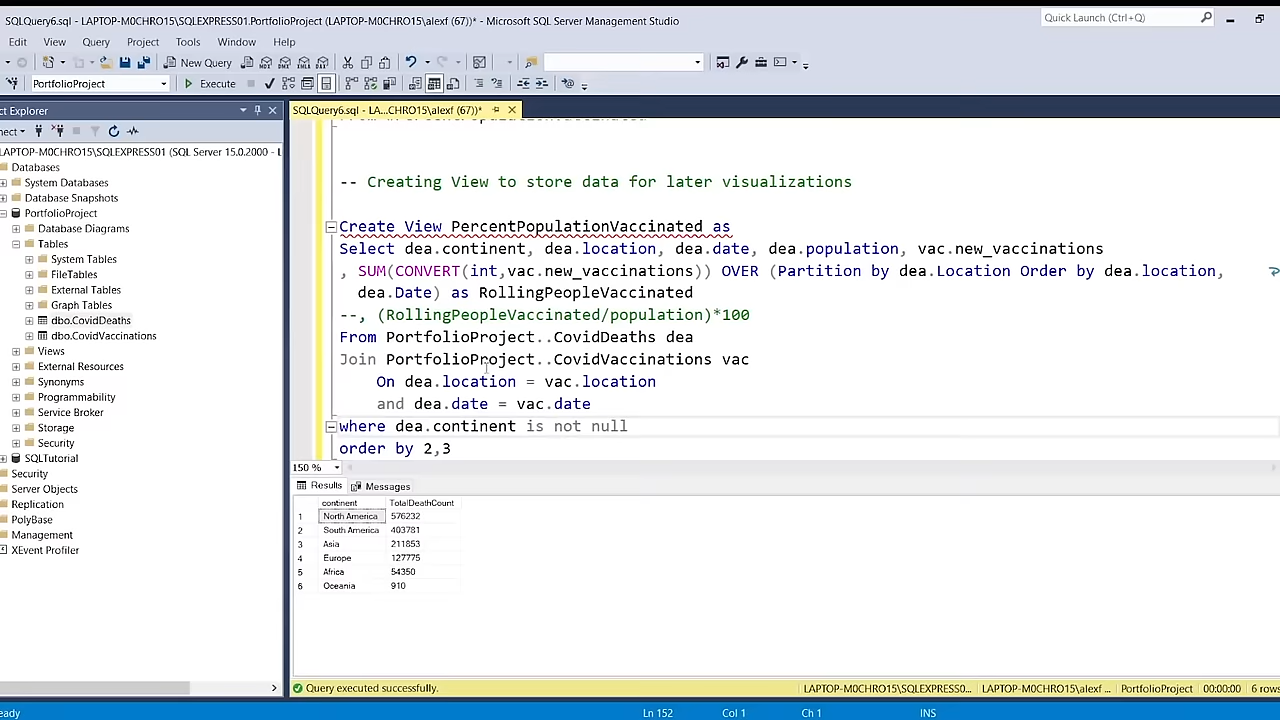 SQLQuery6.sql - LAPTOP-M0CHRO15\SQLEXPRESS01.PortfolioProject (LAPTOP-M0CHRO15\alexf (67))* - Microsoft SQL Server Management Studio
Quick Launch (Ctrl+Q)
Edit View Query Project Tools Window Help
New Query
PortfolioProject Execute
ct Explorer
SQLQuery6.sql - LA...CHRO15\alexf (67))*
nect
LAPTOP-M0CHRO15\SQLEXPRESS01 (SQL Server 15.0.2000 - L
Databases
System Databases
Database Snapshots
PortfolioProject
Database Diagrams
Tables
System Tables
FileTables
External Tables
Graph Tables
dbo.CovidDeaths
dbo.CovidVaccinations
Views
External Resources
Synonyms
Programmability
Service Broker
Storage
Security
SQLTutorial
Security
Server Objects
Replication
PolyBase
Management
XEvent Profiler
-- Creating View to store data for later visualizations
Create View PercentPopulationVaccinated as
Select dea.continent, dea.location, dea.date, dea.population, vac.new_vaccinations
, SUM(CONVERT(int,vac.new_vaccinations)) OVER (Partition by dea.Location Order by dea.location,
dea.Date) as RollingPeopleVaccinated
--, (RollingPeopleVaccinated/population)*100
From PortfolioProject..CovidDeaths dea
Join PortfolioProject..CovidVaccinations vac
On dea.location = vac.location
and dea.date = vac.date
where dea.continent is not null
order by 2,3
150 %
Results Messages
continent TotalDeathCount
1 North America 576232
2 South America 403781
3 Asia 211853
4 Europe 127775
5 Africa 54350
6 Oceania 910
Query executed successfully. LAPTOP-M0CHRO15\SQLEXPRESS0... LAPTOP-M0CHRO15\alexf ... PortfolioProject 00:00:00 6 rows
eady Ln 152 Col 1 Ch 1 INS